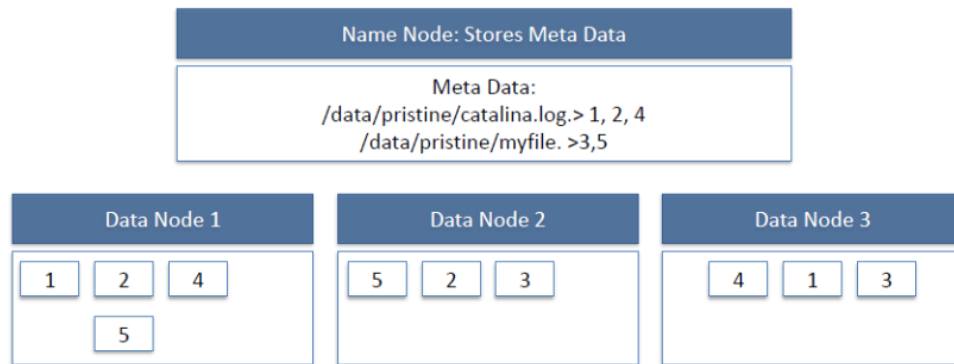 Name Node: Stores Meta Data
Meta Data:
/data/pristine/catalina.log.> 1, 2, 4
/data/pristine/myfile. >3,5
Data Node 1
1 2 4
5
Data Node 2
5 2 3
Data Node 3
4 1 3